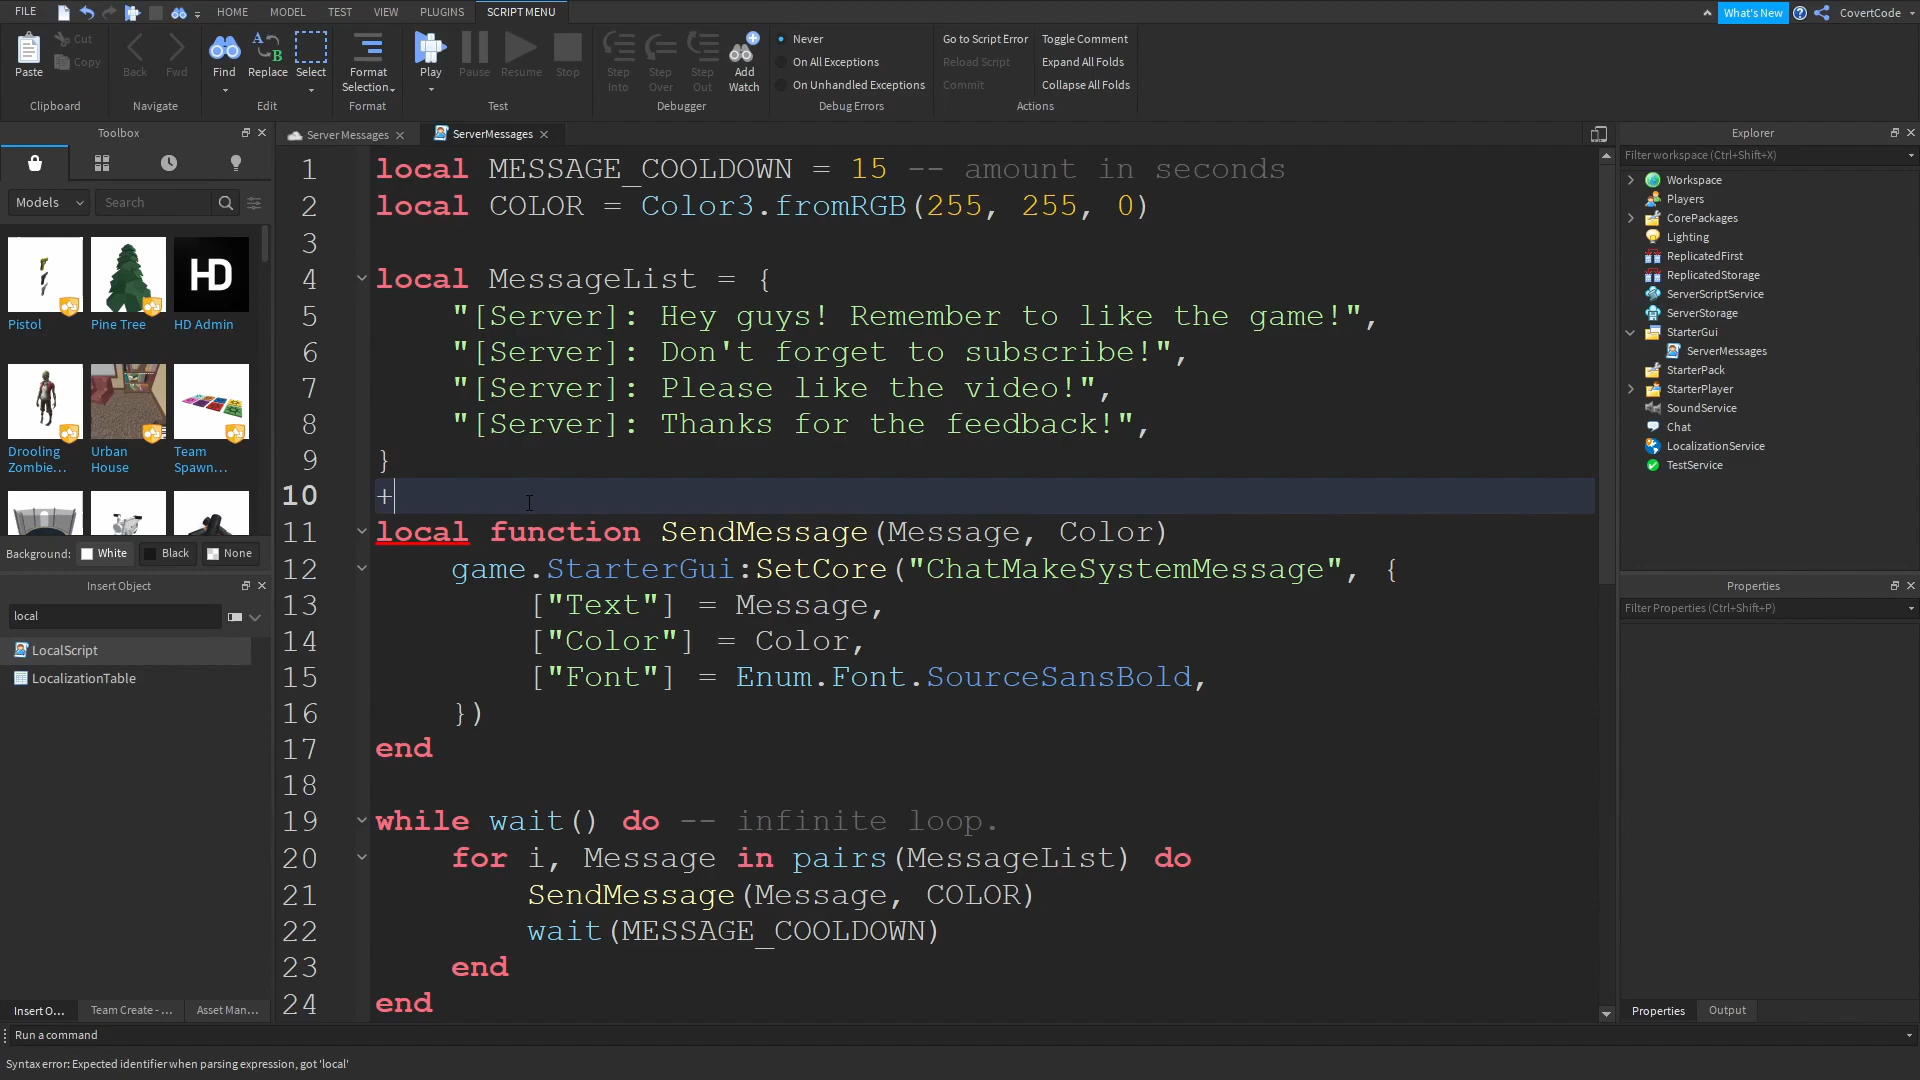 FILE HOME MODEL TEST VIEW PLUGINS SCRIPT MENU What's New CovertCode
Paste Cut Copy Back Fwd Find Replace Select Format Selection Play Pause Resume Stop Step Into Step Over Step Out Add Watch
Never
On All Exceptions
On Unhandled Exceptions
Go to Script Error
Reload Script
Commit
Toggle Comment
Expand All Folds
Collapse All Folds
Clipboard Navigate Edit Format Test Debugger Debug Errors Actions
Toolbox
Models Search
HD
Pistol Pine Tree HD Admin
Drooling Zombie... Urban House Team Spawn...
Background: White Black None
Insert Object
local
LocalScript
LocalizationTable
Insert O... Team Create - ... Asset Man...
Server Messages ServerMessages
1 local MESSAGE_COOLDOWN = 15 -- amount in seconds
2 local COLOR = Color3.fromRGB(255, 255, 0)
3
4 local MessageList = {
5 "[Server]: Hey guys! Remember to like the game!",
6 "[Server]: Don't forget to subscribe!",
7 "[Server]: Please like the video!",
8 "[Server]: Thanks for the feedback!",
9 }
10 +
11 local function SendMessage(Message, Color)
12 game.StarterGui:SetCore("ChatMakeSystemMessage", {
13 ["Text"] = Message,
14 ["Color"] = Color,
15 ["Font"] = Enum.Font.SourceSansBold,
16 })
17 end
18
19 while wait() do -- infinite loop.
20 for i, Message in pairs(MessageList) do
21 SendMessage(Message, COLOR)
22 wait(MESSAGE_COOLDOWN)
23 end
24 end
Explorer
Filter workspace (Ctrl+Shift+X)
Workspace
Players
CorePackages
Lighting
ReplicatedFirst
ReplicatedStorage
ServerScriptService
ServerStorage
StarterGui
ServerMessages
StarterPack
StarterPlayer
SoundService
Chat
LocalizationService
TestService
Properties
Filter Properties (Ctrl+Shift+P)
Properties Output
Run a command
Syntax error: Expected identifier when parsing expression, got 'local'